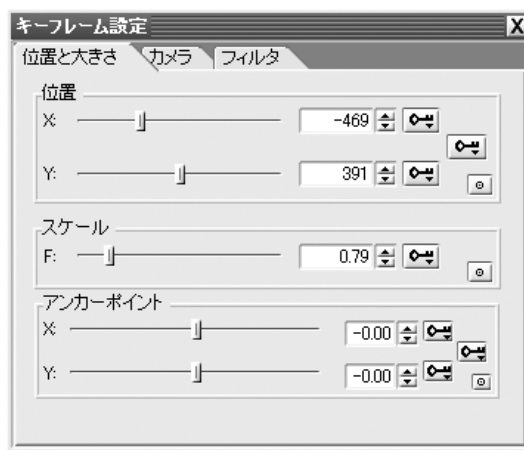 キーフレーム設定
位置と大きさ カメラ フィルタ
位置
X: -469
Y: 391
スケール
F: 0.79
アンカーポイント
X: -0.00
Y: -0.00